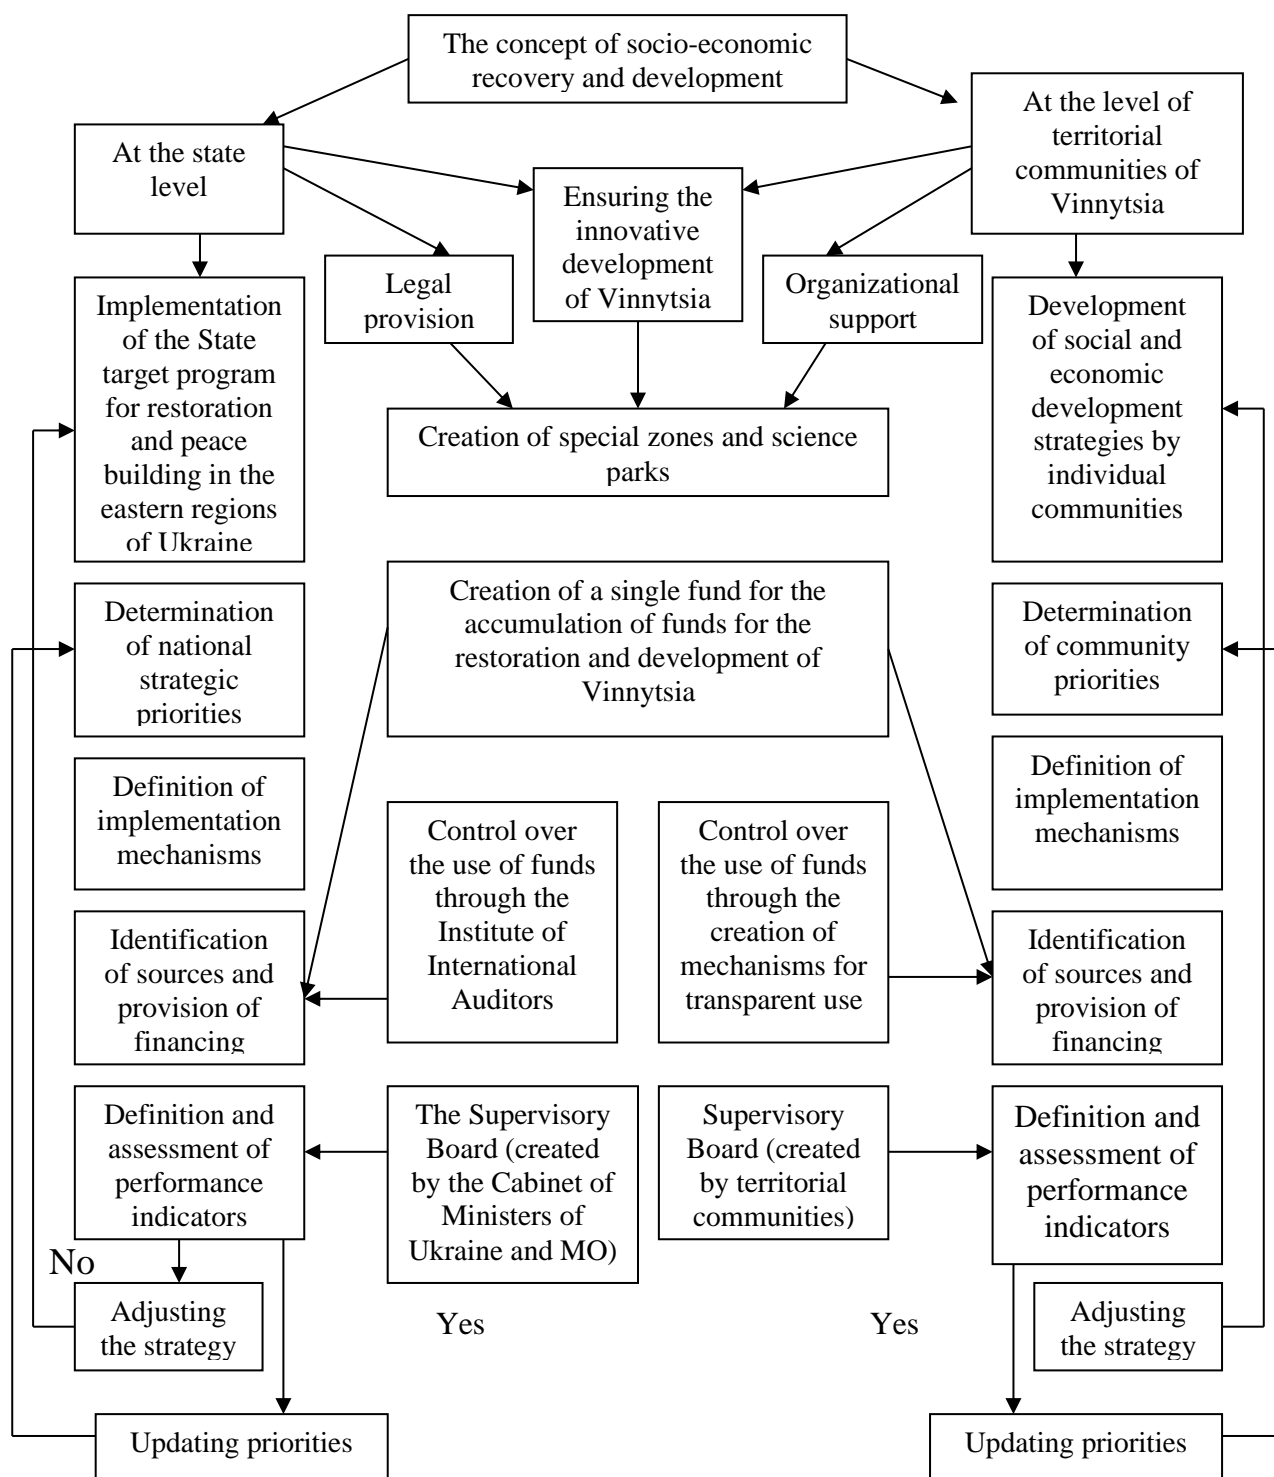 The concept of socio-economic
recovery and development
At the state
level
At the level of
territorial
communities of
Vinnytsia
Ensuring the
innovative
development
of Vinnytsia
Legal
provision
Organizational
support
Implementation
of the State
target program
for restoration
and peace
building in the
eastern regions
of Ukraine
Development
of social and
economic
development
strategies by
individual
communities
Creation of special zones and science
parks
Creation of a single fund for the
accumulation of funds for the
restoration and development of
Vinnytsia
Determination
of national
strategic
priorities
Determination
of community
priorities
Definition of
implementation
mechanisms
Definition of
implementation
mechanisms
Control over
the use of funds
through the
Institute of
International
Auditors
Control over
the use of funds
through the
creation of
mechanisms for
transparent use
Identification
of sources and
provision of
financing
Identification
of sources and
provision of
financing
Definition and
assessment of
performance
indicators
The Supervisory
Board (created
by the Cabinet of
Ministers of
Ukraine and MO)
Supervisory
Board (created
by territorial
communities)
Definition and
assessment of
performance
indicators
No
Adjusting
the strategy
Yes
Yes
Adjusting
the strategy
Updating priorities
Updating priorities